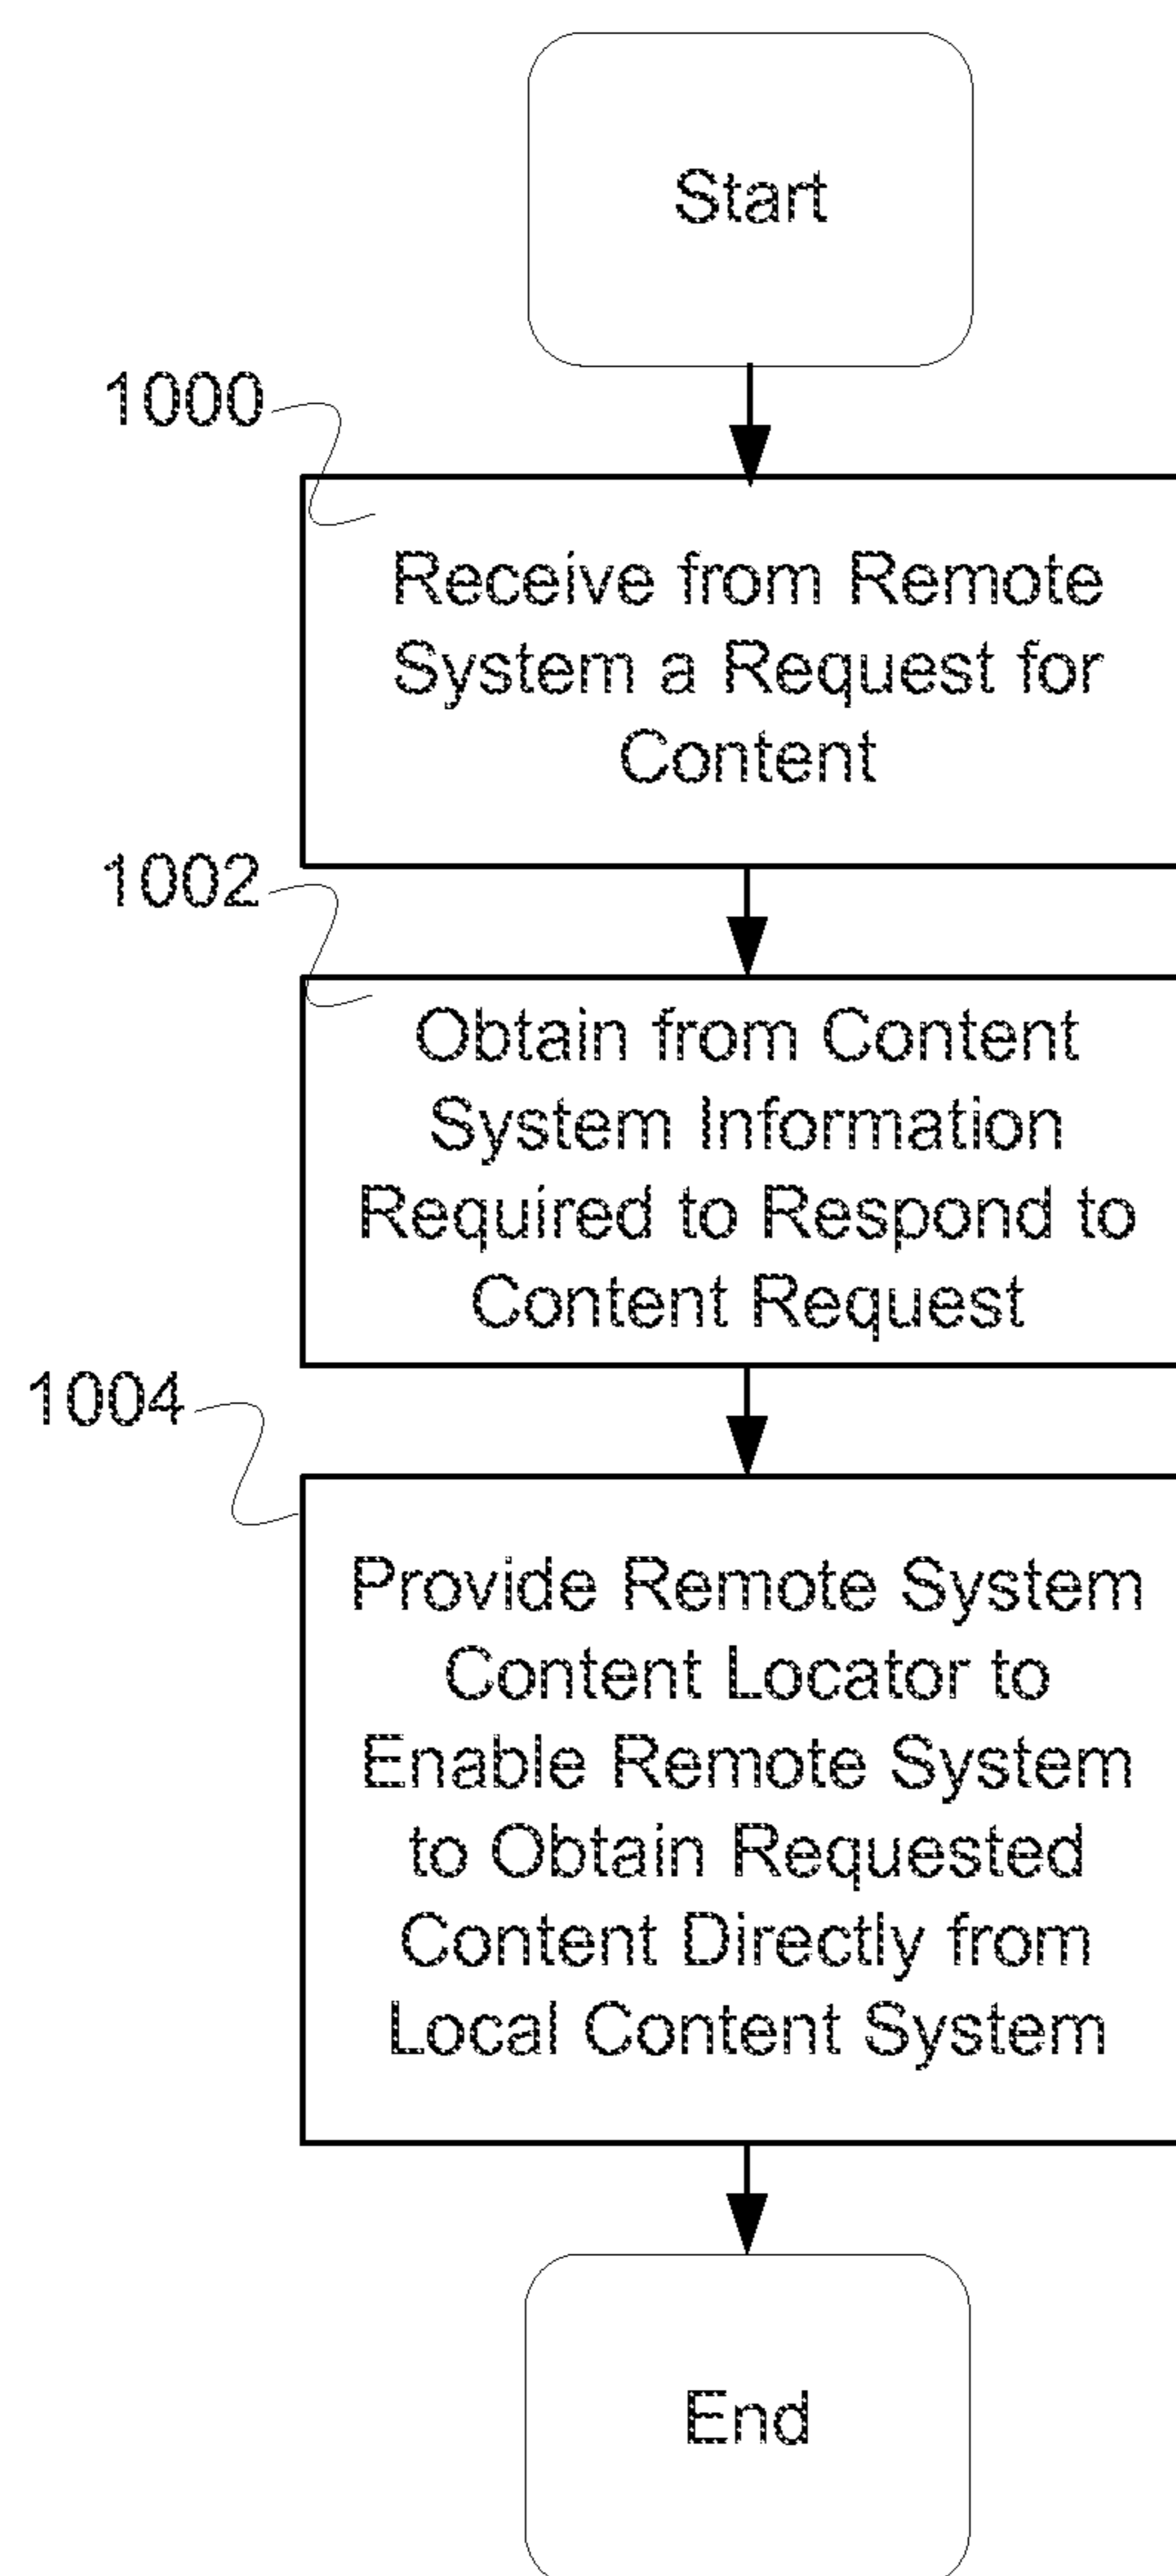 Start
1000
Receive from Remote
System a Request for
Content
1002
Obtain from Content
System Information
Required to Respond to
Content Request
1004
Provide Remote System
Content Locator to
Enable Remote System
to Obtain Requested
Content Directly from
Local Content System
End